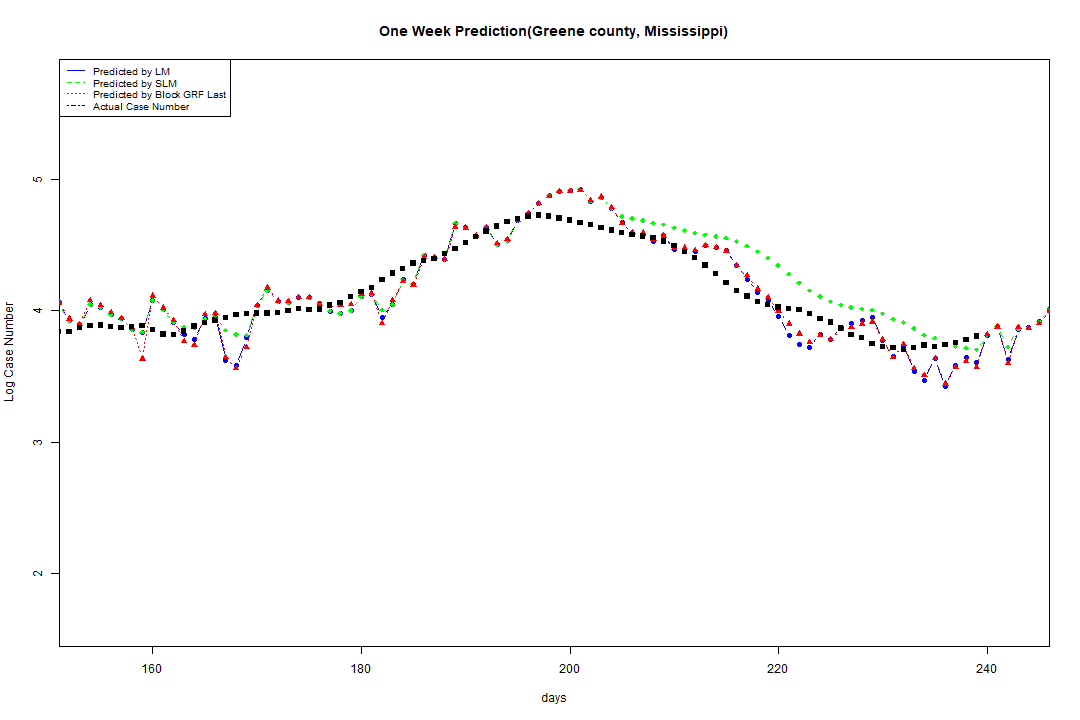 One Week Prediction(Greene county, Mississippi)
Predicted by LM
Predicted by SLM
Predicted by Block GRF Last
Actual Case Number
5
4
3
2
Log Case Number
160 180 200 220 240
days